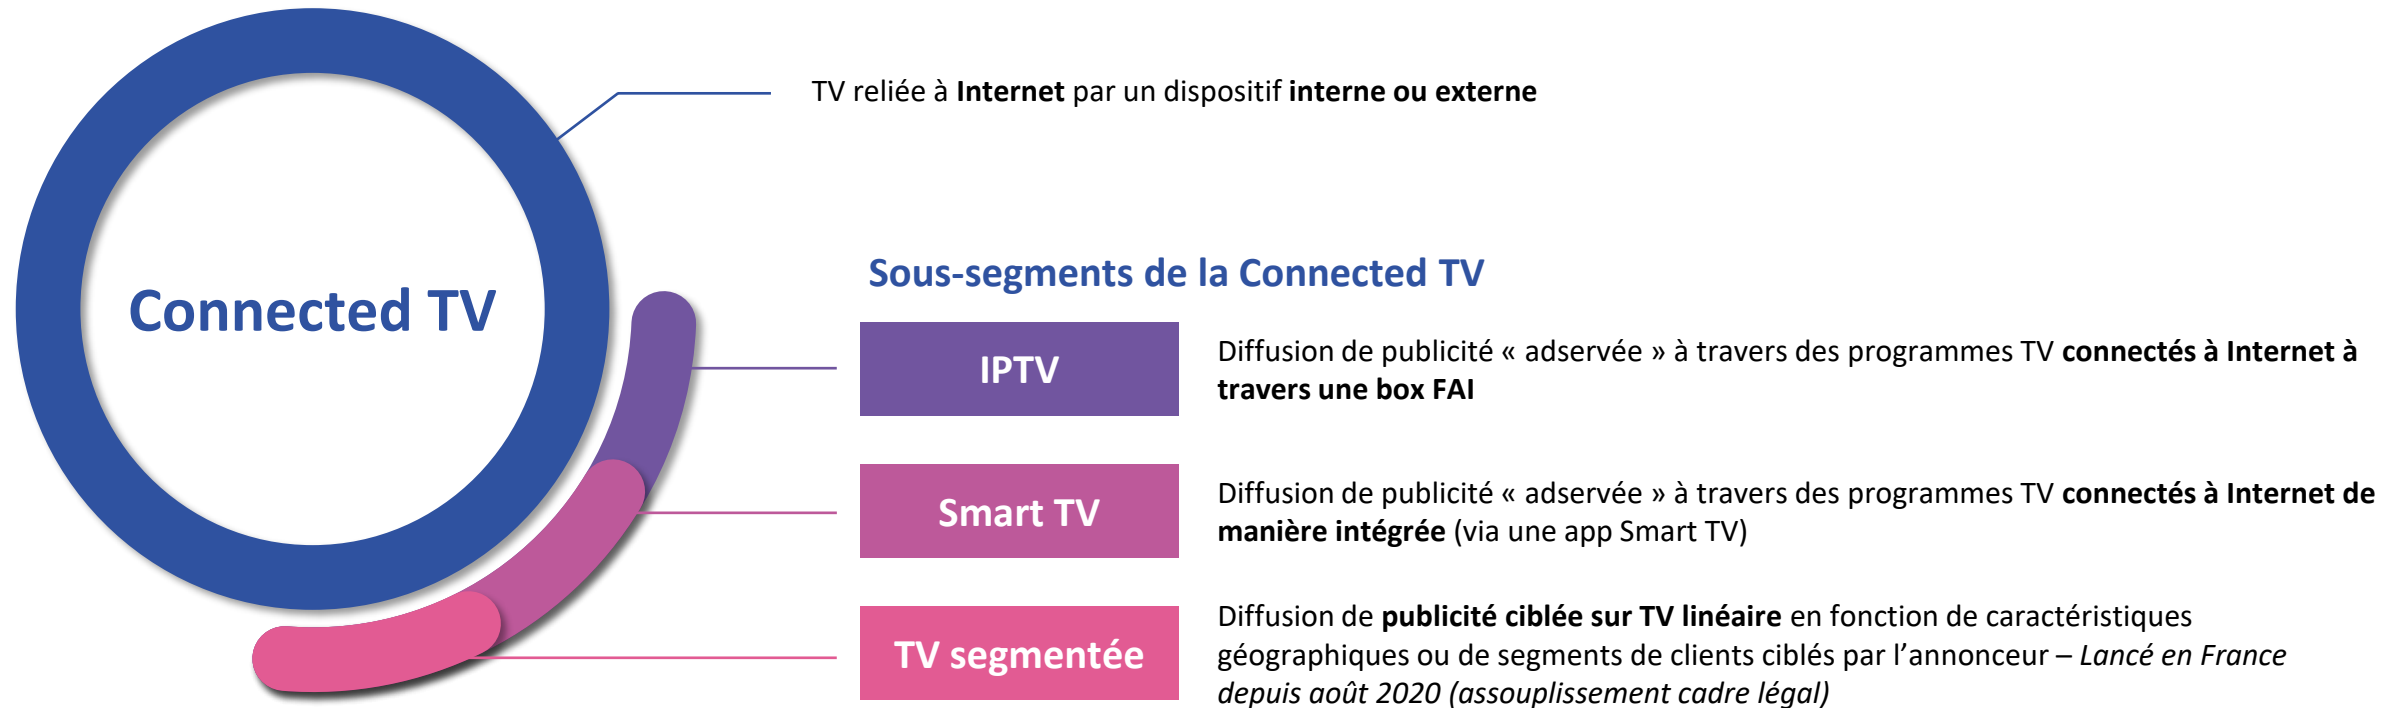 TV reliée à Internet par un dispositif interne ou externe
Connected TV
Sous-segments de la Connected TV
IPTV
Diffusion de publicité « adservée » à travers des programmes TV connectés à Internet à
travers une box FAI
Smart TV
Diffusion de publicité « adservée » à travers des programmes TV connectés à Internet de
manière intégrée (via une app Smart TV)
TV segmentée
Diffusion de publicité ciblée sur TV linéaire en fonction de caractéristiques
géographiques ou de segments de clients ciblés par l’annonceur – Lancé en France
depuis août 2020 (assouplissement cadre légal)